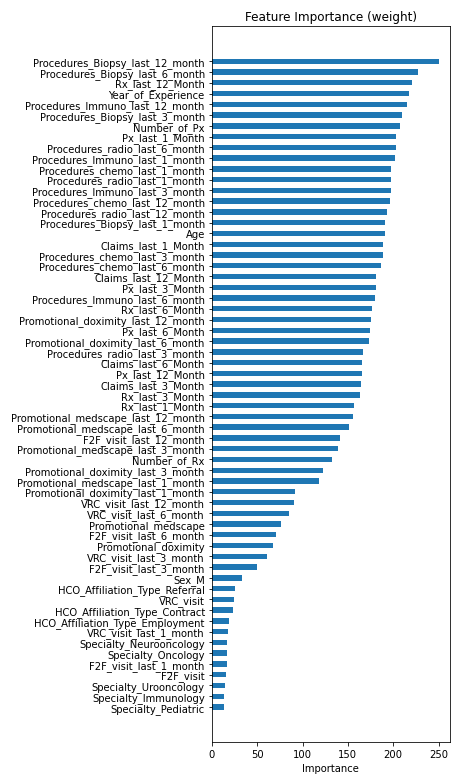 Feature Importance (weight)
Procedures_Biopsy_last_12_month
Procedures_Biopsy_last_6_month
Rx_last_12_Month
Year_of_Experience
Procedures_Immuno_last_12_month
Procedures_Biopsy_last_3_month
Number_of_Px
Px_last_1_Month
Procedures_radio_last_6_month
Procedures_Immuno_last_1_month
Procedures_chemo_last_1_month
Procedures_radio_last_1_month
Procedures_Immuno_last_3_month
Procedures_chemo_last_12_month
Procedures_radio_last_12_month
Procedures_Biopsy_last_1_month
Age
Claims_last_1_Month
Procedures_chemo_last_3_month
Procedures_chemo_last_6_month
Claims_last_12_Month
Px_last_3_Month
Procedures_Immuno_last_6_month
Rx_last_6_Month
Promotional_doximity_last_12_month
Px_last_6_Month
Promotional_doximity_last_6_month
Procedures_radio_last_3_month
Claims_last_6_Month
Px_last_12_Month
Claims_last_3_Month
Rx_last_3_Month
Rx_last_1_Month
Promotional_medscape_last_12_month
Promotional_medscape_last_6_month
F2F_visit_last_12_month
Promotional_medscape_last_3_month
Number_of_Rx
Promotional_doximity_last_3_month
Promotional_medscape_last_1_month
Promotional_doximity_last_1_month
VRC_visit_last_12_month
VRC_visit_last_6_month
Promotional_medscape
F2F_visit_last_6_month
Promotional_doximity
VRC_visit_last_3_month
F2F_visit_last_3_month
Sex_M
HCO_Affiliation_Type_Referral
VRC_visit
HCO_Affiliation_Type_Contract
HCO_Affiliation_Type_Employment
VRC_visit_last_1_month
Specialty_Neurooncology
Specialty_Oncology
F2F_visit_last_1_month
F2F_visit
Specialty_Urooncology
Specialty_Immunology
Specialty_Pediatric
0 50 100 150 200 250
Importance